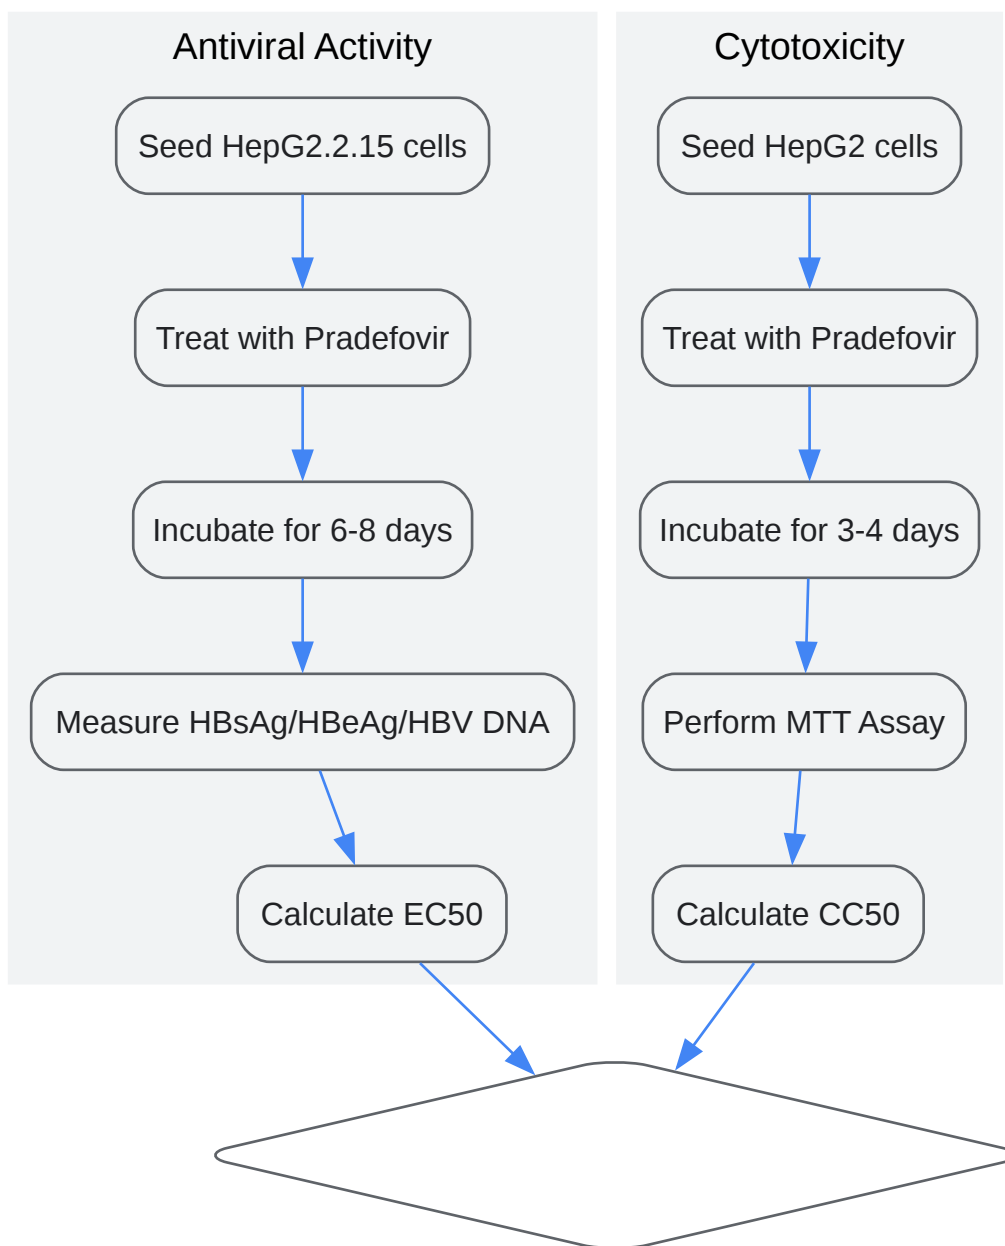 Antiviral Activity
Seed HepG2.2.15 cells
Treat with Pradefovir
Incubate for 6-8 days
Measure HBsAg/HBeAg/HBV DNA
Calculate EC50
Cytotoxicity
Seed HepG2 cells
Treat with Pradefovir
Incubate for 3-4 days
Perform MTT Assay
Calculate CC50